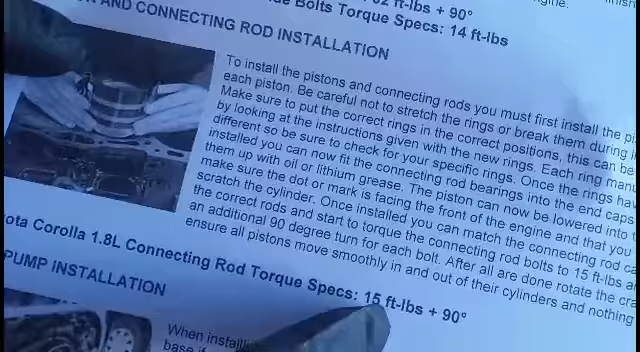 ft-lbs + 90°
Bolts Torque Specs: 14 ft-lbs
AND CONNECTING ROD INSTALLATION
To install the pistons and connecting rods you must first install the
each piston. Be careful not to stretch the rings or break them during
Make sure to put the correct rings in the correct positions, this can be
by looking at the instructions given with the new rings. Each ring
different so be sure to check for your specific rings. Once the rings
installed you can now fit the connecting rod bearings into the end caps
them up with oil or lithium grease. The piston can now be lowered into
make sure the dot or mark is facing the front of the engine and that you
scratch the cylinder. Once installed you can match the connecting rod
the correct rods and start to torque the connecting rod bolts to 15 ft-lbs
an additional 90 degree turn for each bolt. After all are done rotate the
ensure all pistons move smoothly in and out of their cylinders and nothing
Corolla 1.8L Connecting Rod Torque Specs: 15 ft-lbs + 90°
PUMP INSTALLATION
When
base